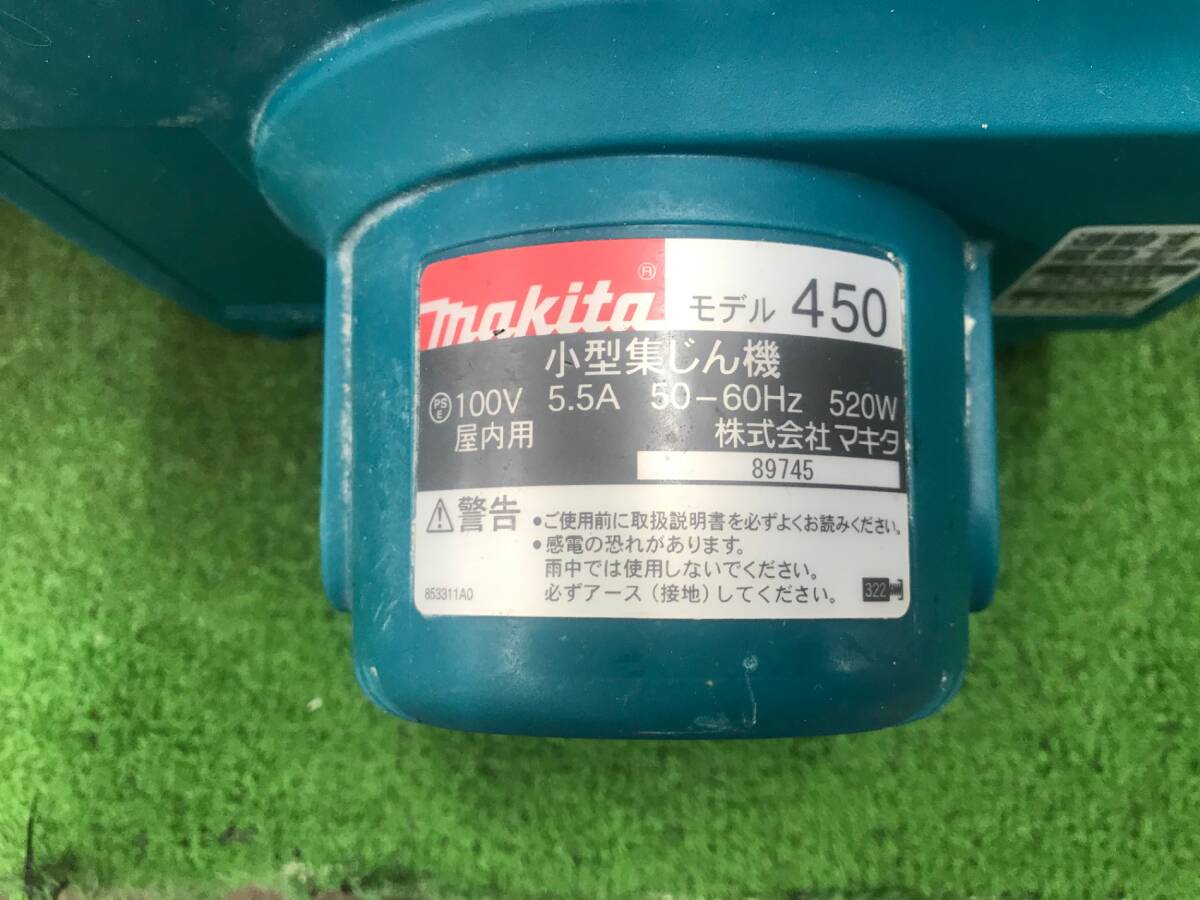 makita® モデル 450
小型集じん機
PS E 100V 5.5A 50-60Hz 520W
屋内用 株式会社マキタ
89745
⚠警告 •ご使用前に取扱説明書を必ずよくお読みください。
•感電の恐れがあります。
雨中では使用しないでください。
853311A0 必ずアース(接地)してください。 322